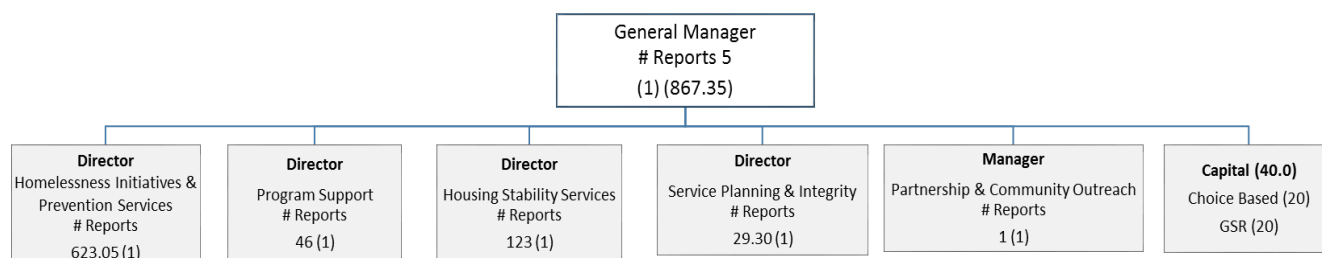 General Manager
# Reports 5
(1) (867.35)
Director
Homelessness Initiatives &
Prevention Services
# Reports
623.05 (1)
Director
Program Support
# Reports
46 (1)
Director
Housing Stability Services
# Reports
123 (1)
Director
Service Planning & Integrity
# Reports
29.30 (1)
Manager
Partnership & Community Outreach
# Reports
1 (1)
Capital (40.0)
Choice Based (20)
GSR (20)